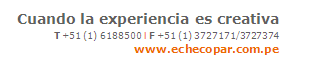 Cuando la experiencia es creativa
T +51 (1) 6188500 | F +51 (1) 3727171/3727374
www.echecopar.com.pe